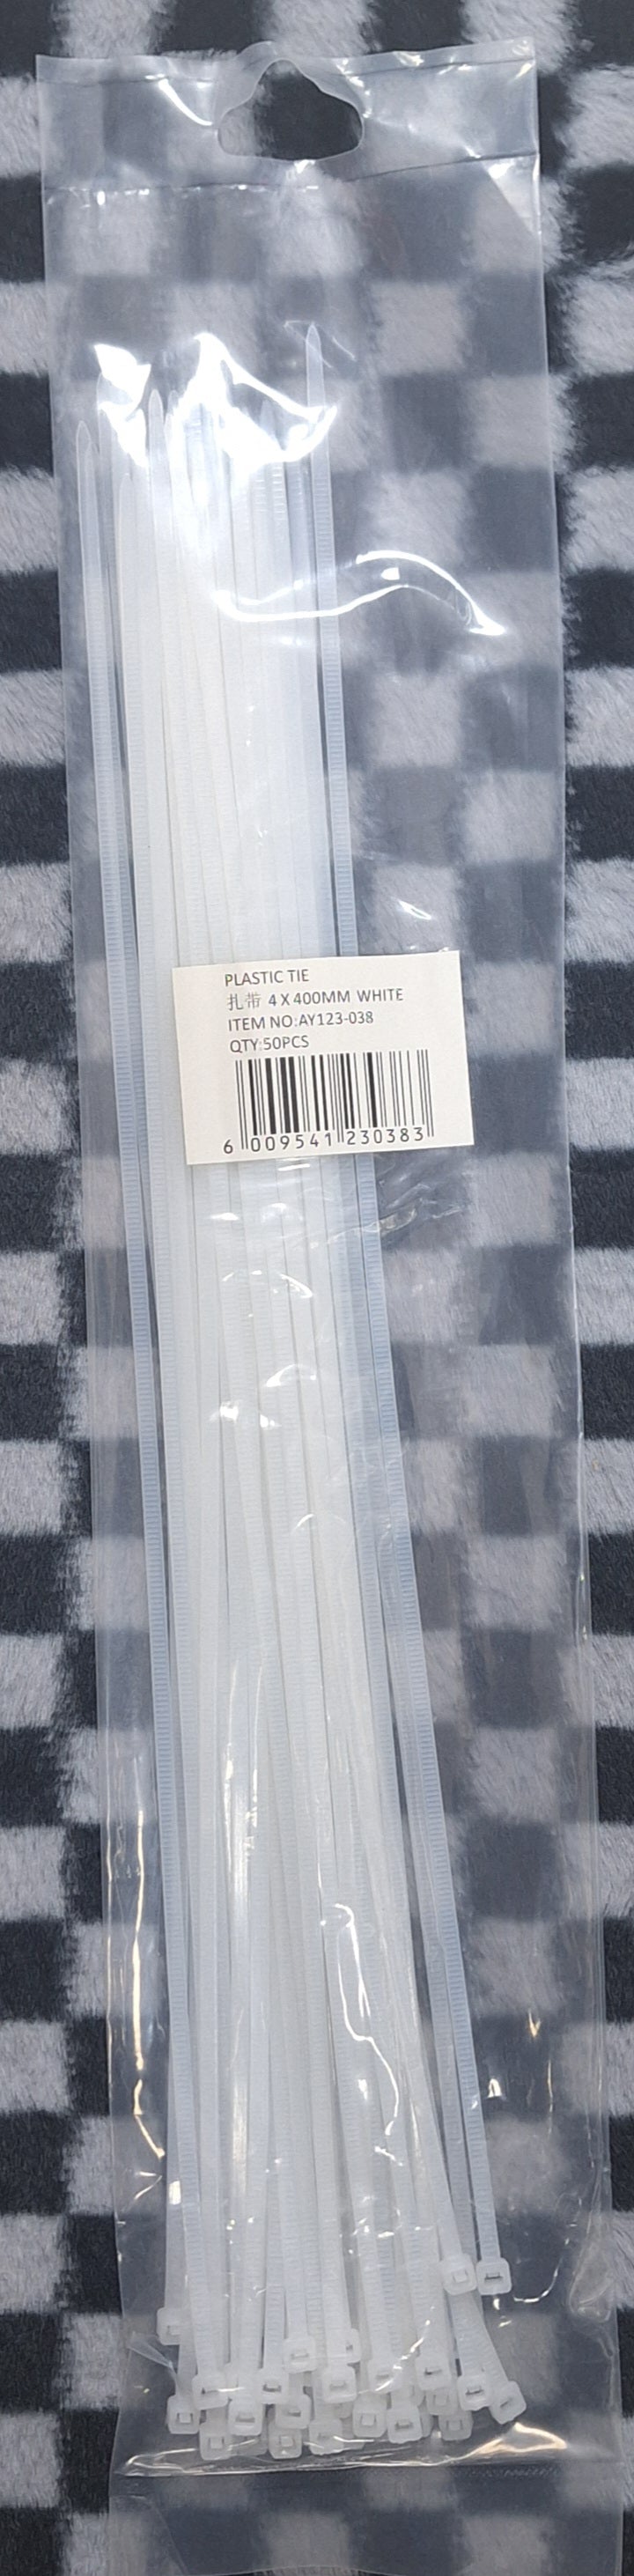 PLASTIC TIE
扎带 4 X 400MM WHITE
ITEM NO:AY123-038
QTY:50PCS
6 009541 230383